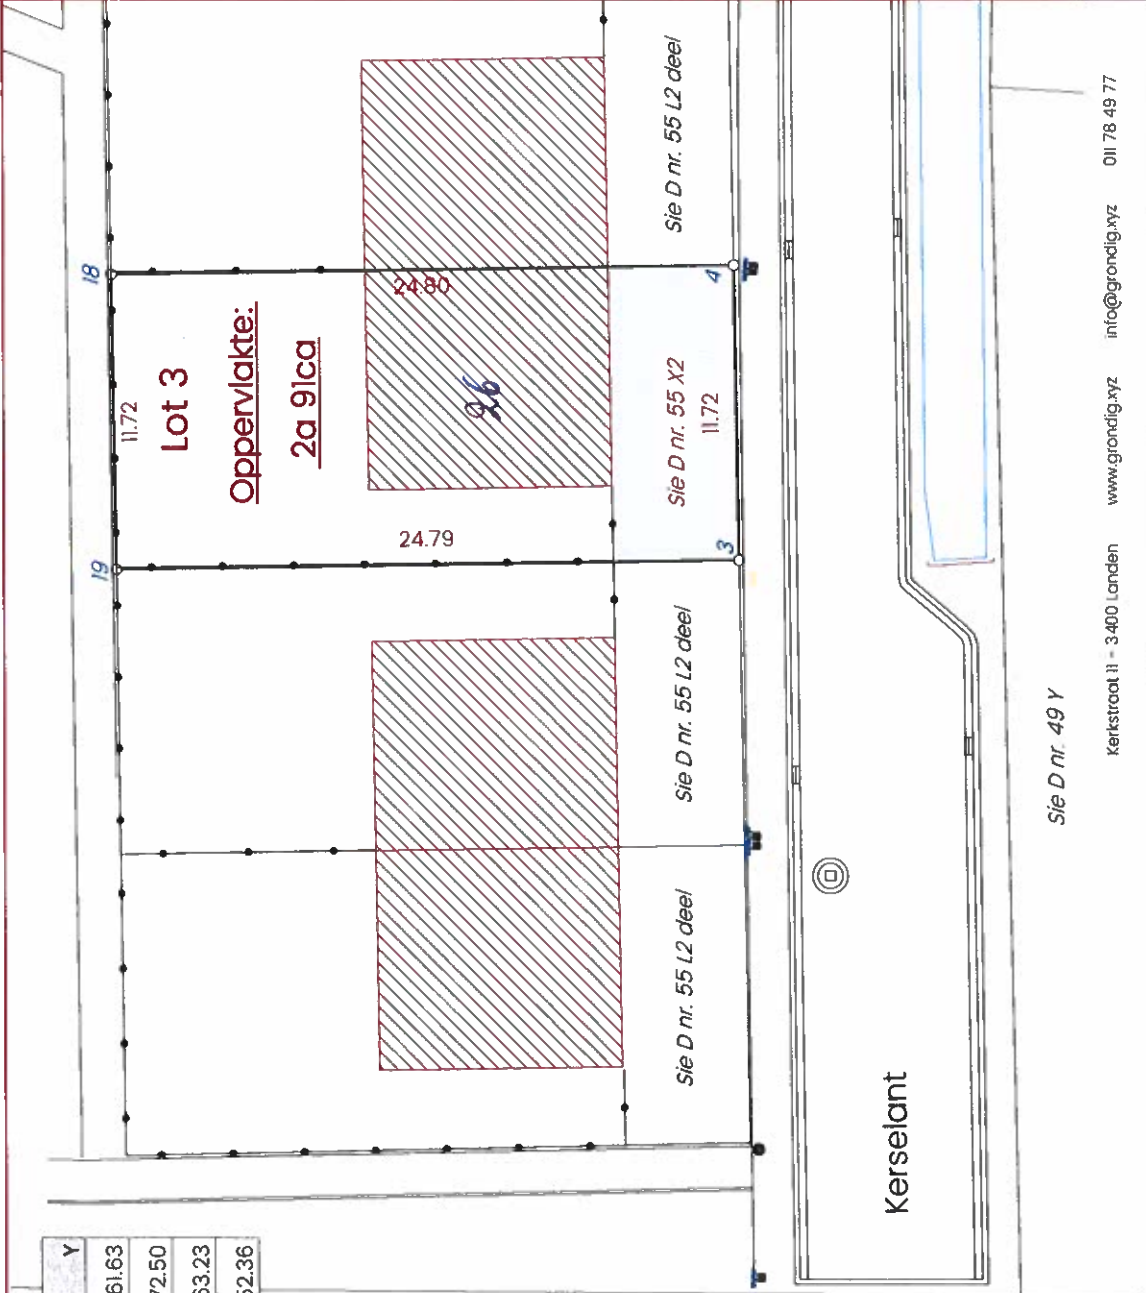 18
19
11.72
Lot 3
Oppervlakte:
2a 91ca
24.80
24.79
26
Sie D nr. 55 X2
11.72
4
3
Sie D nr. 55 L2 deel
Sie D nr. 55 L2 deel
Sie D nr. 55 L2 deel
Kerselant
Sie D nr. 49 Y
Y
61.63
72.50
63.23
52.36
Kerkstraat 11 - 3400 Landen www.grondig.xyz info@grondig.xyz 011 78 49 77